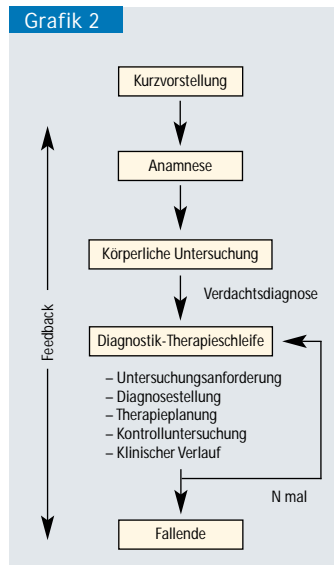 Grafik 2
Kurzvorstellung
Anamnese
Körperliche Untersuchung
Verdachtsdiagnose
Feedback
Diagnostik-Therapieschleife
– Untersuchungsanforderung
– Diagnosestellung
– Therapieplanung
– Kontrolluntersuchung
– Klinischer Verlauf
N mal
Fallende